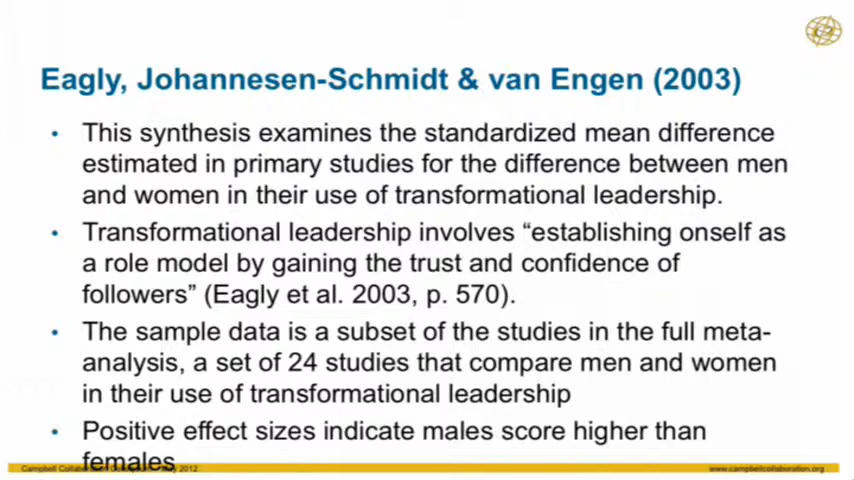 Eagly, Johannesen-Schmidt & van Engen (2003)
• This synthesis examines the standardized mean difference
estimated in primary studies for the difference between men
and women in their use of transformational leadership.
• Transformational leadership involves “establishing onself as
a role model by gaining the trust and confidence of
followers” (Eagly et al. 2003, p. 570).
• The sample data is a subset of the studies in the full meta-
analysis, a set of 24 studies that compare men and women
in their use of transformational leadership
• Positive effect sizes indicate males score higher than
females
Campbell 2012
www.campbellcollaboration.org